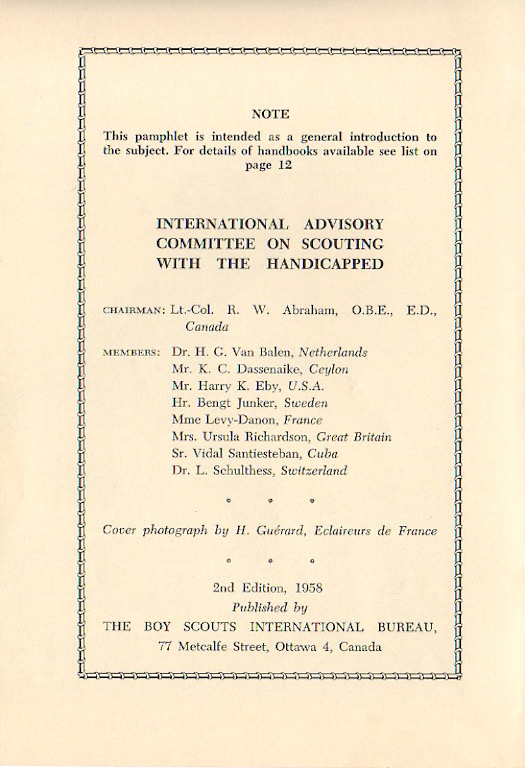 NOTE
This pamphlet is intended as a general introduction to
the subject. For details of handbooks available see list on
page 12
INTERNATIONAL ADVISORY
COMMITTEE ON SCOUTING
WITH THE HANDICAPPED
CHAIRMAN: Lt.-Col. R. W. Abraham, O.B.E., E.D.,
Canada
MEMBERS: Dr. H. G. Van Balen, Netherlands
Mr. K. C. Dassenaike, Ceylon
Mr. Harry K. Eby, U.S.A.
Hr. Bengt Junker, Sweden
Mme Levy-Danon, France
Mrs. Ursula Richardson, Great Britain
Sr. Vidal Santiesteban, Cuba
Dr. L. Schulthess, Switzerland
Cover photograph by H. Guérard, Eclaireurs de France
2nd Edition, 1958
Published by
THE BOY SCOUTS INTERNATIONAL BUREAU,
77 Metcalfe Street, Ottawa 4, Canada